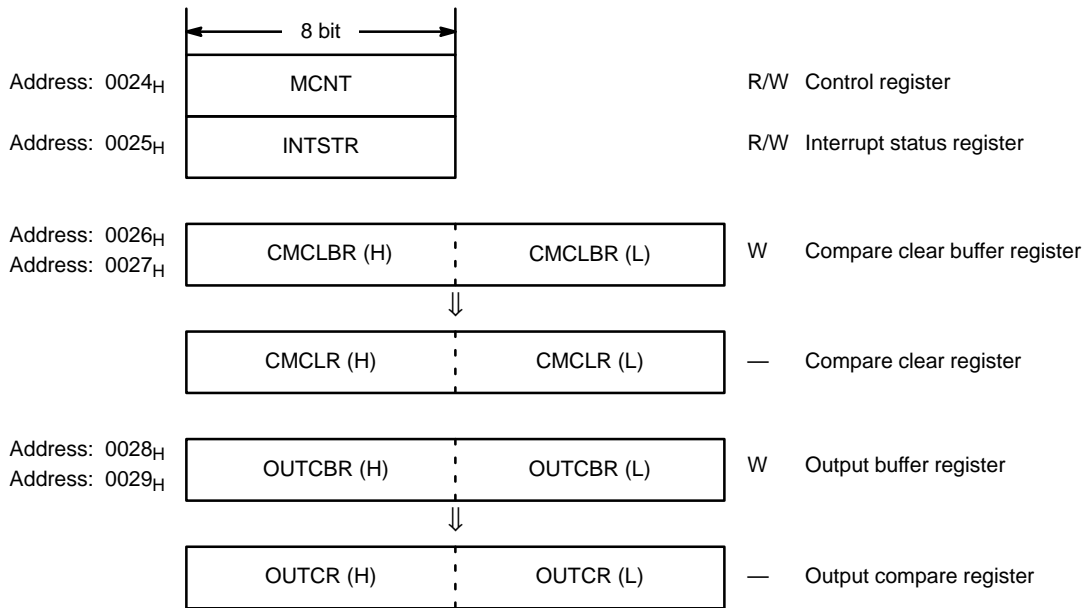 8 bit
Address: 0024H MCNT R/W Control register
Address: 0025H INTSTR R/W Interrupt status register
Address: 0026H
Address: 0027H
CMCLBR (H) CMCLBR (L) W Compare clear buffer register
⇓
CMCLR (H) CMCLR (L) — Compare clear register
Address: 0028H
Address: 0029H
OUTCBR (H) OUTCBR (L) W Output buffer register
⇓
OUTCR (H) OUTCR (L) — Output compare register